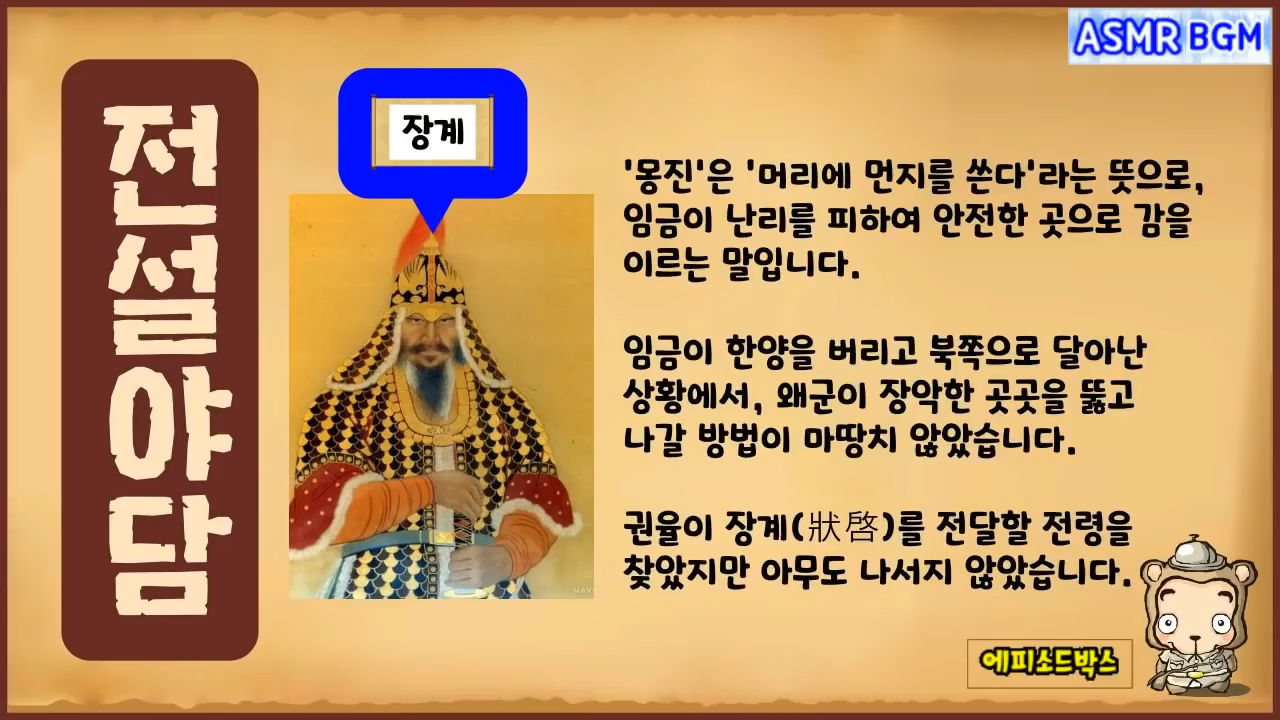 ASMR BGM
전설야담
장계
'몽진'은 '머리에 먼지를 쓴다'라는 뜻으로,
임금이 난리를 피하여 안전한 곳으로 감을
이르는 말입니다.
임금이 한양을 버리고 북쪽으로 달아난
상황에서, 왜군이 장악한 곳곳을 뚫고
나갈 방법이 마땅치 않았습니다.
권율이 장계(狀啓)를 전달할 전령을
찾았지만 아무도 나서지 않았습니다.
NAV
에피소드박스